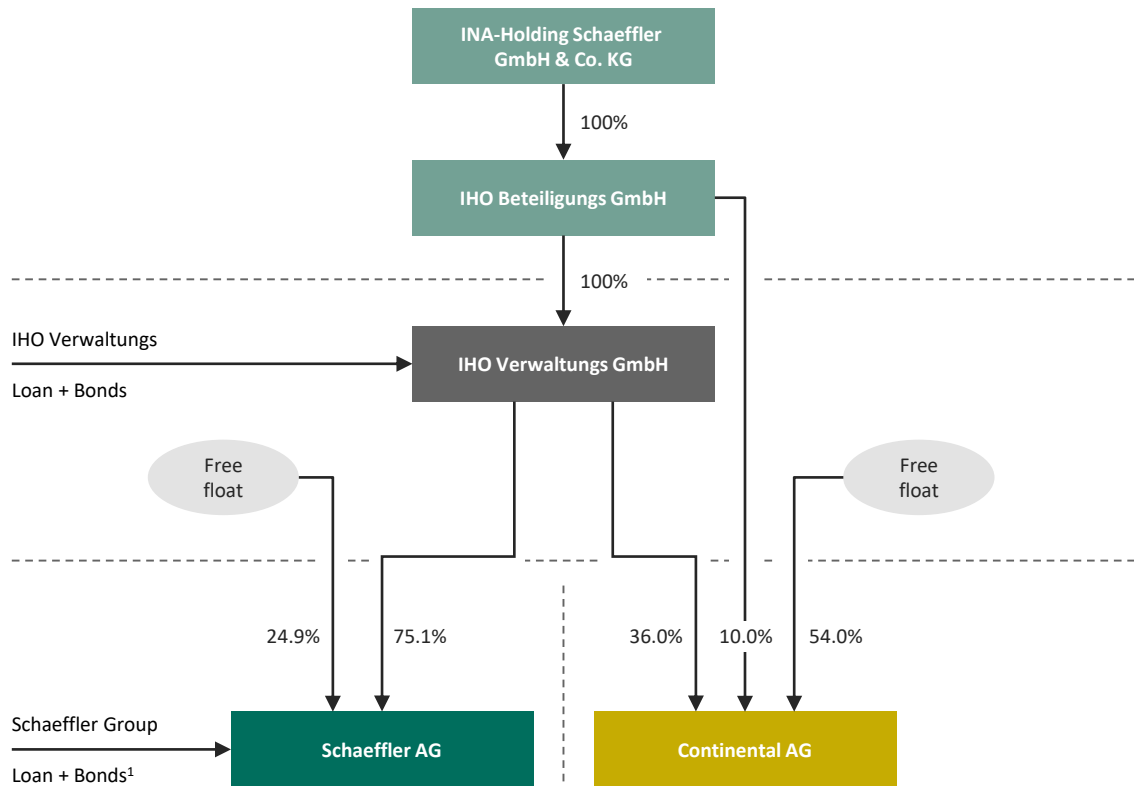 INA-Holding Schaeffler
GmbH & Co. KG
100%
IHO Beteiligungs GmbH
100%
IHO Verwaltungs
IHO Verwaltungs GmbH
Loan + Bonds
Free
float
Free
float
24.9%
75.1%
36.0%
10.0%
54.0%
Schaeffler Group
Schaeffler AG
Continental AG
Loan + Bonds¹